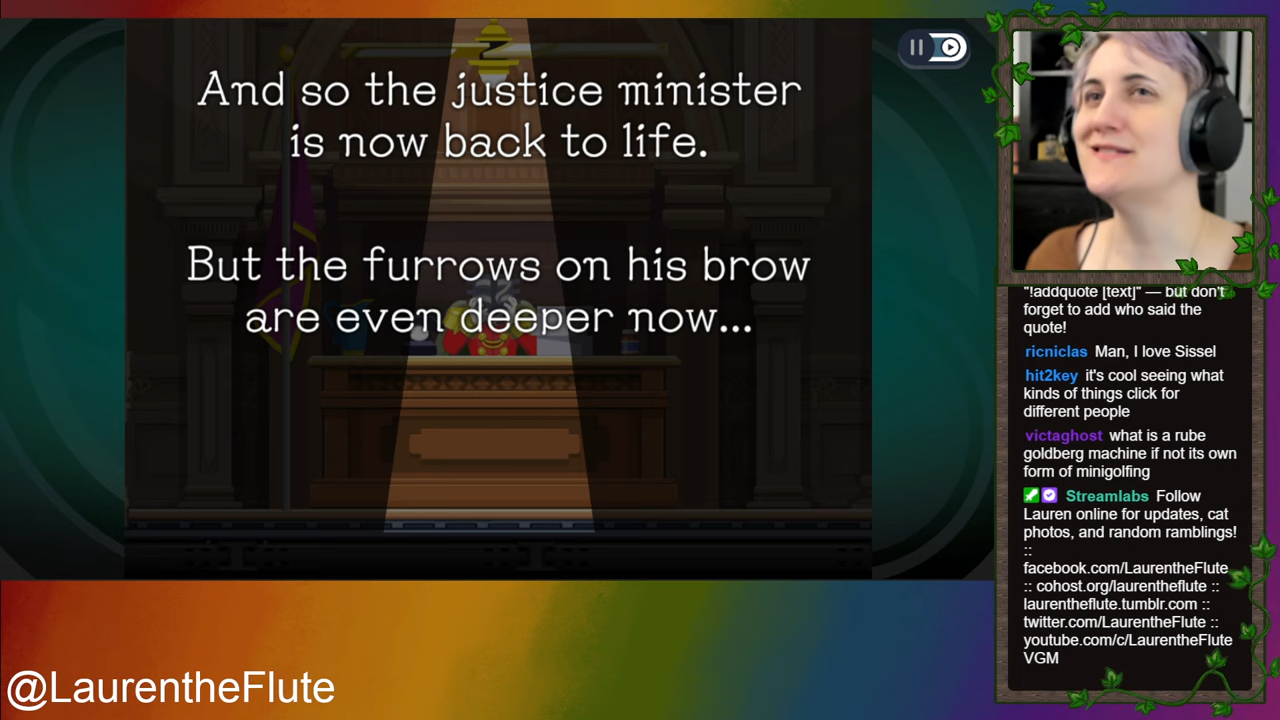 And so the justice minister
is now back to life.
But the furrows on his brow
are even deeper now...
"!addquote [text]" — but don't
forget to add who said the
quote!
ricniclas Man, I love Sissel
hit2key it's cool seeing what
kinds of things click for
different people
victaghost what is a rube
goldberg machine if not its own
form of minigolfing
Streamlabs Follow
Lauren online for updates, cat
photos, and random ramblings!
::
facebook.com/LaurentheFlute
:: cohost.org/laurentheflute ::
laurentheflute.tumblr.com ::
twitter.com/LaurentheFlute ::
youtube.com/c/LaurentheFlute
VGM
@LaurentheFlute